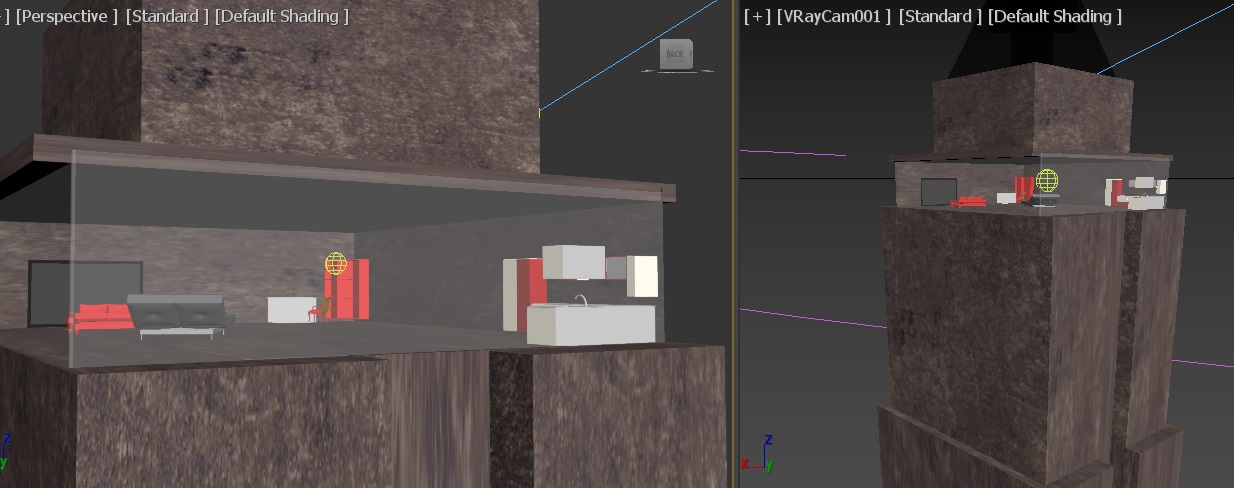 ] [Perspective ] [Standard ] [Default Shading ]
[+] [VRayCam001 ] [Standard ] [Default Shading ]
BACK
z
y
z
x
y